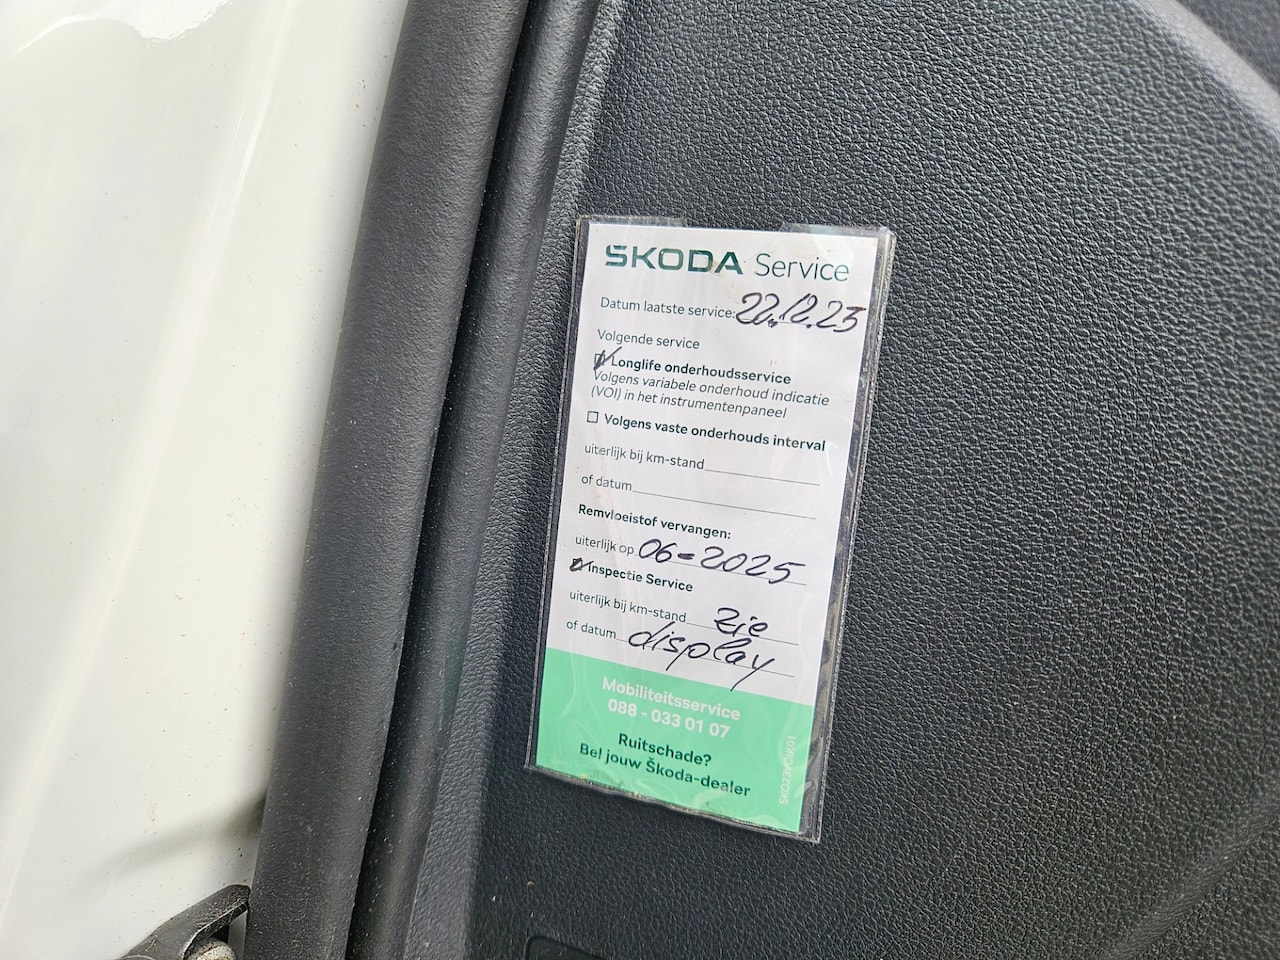 ŠKODA Service
Datum laatste service: 22.12.23
Volgende service
Longlife onderhoudsservice
Volgens variabele onderhoud indicatie
(VOI) in het instrumentenpaneel
Volgens vaste onderhouds interval
uiterlijk bij km-stand
of datum
Remvloeistof vervangen:
uiterlijk op 06-2025
Inspectie Service
uiterlijk bij km-stand zie
of datum display
Mobiliteitsservice
088 - 033 01 07
Ruitschade?
Bel jouw Škoda-dealer
SKO23VOIK01